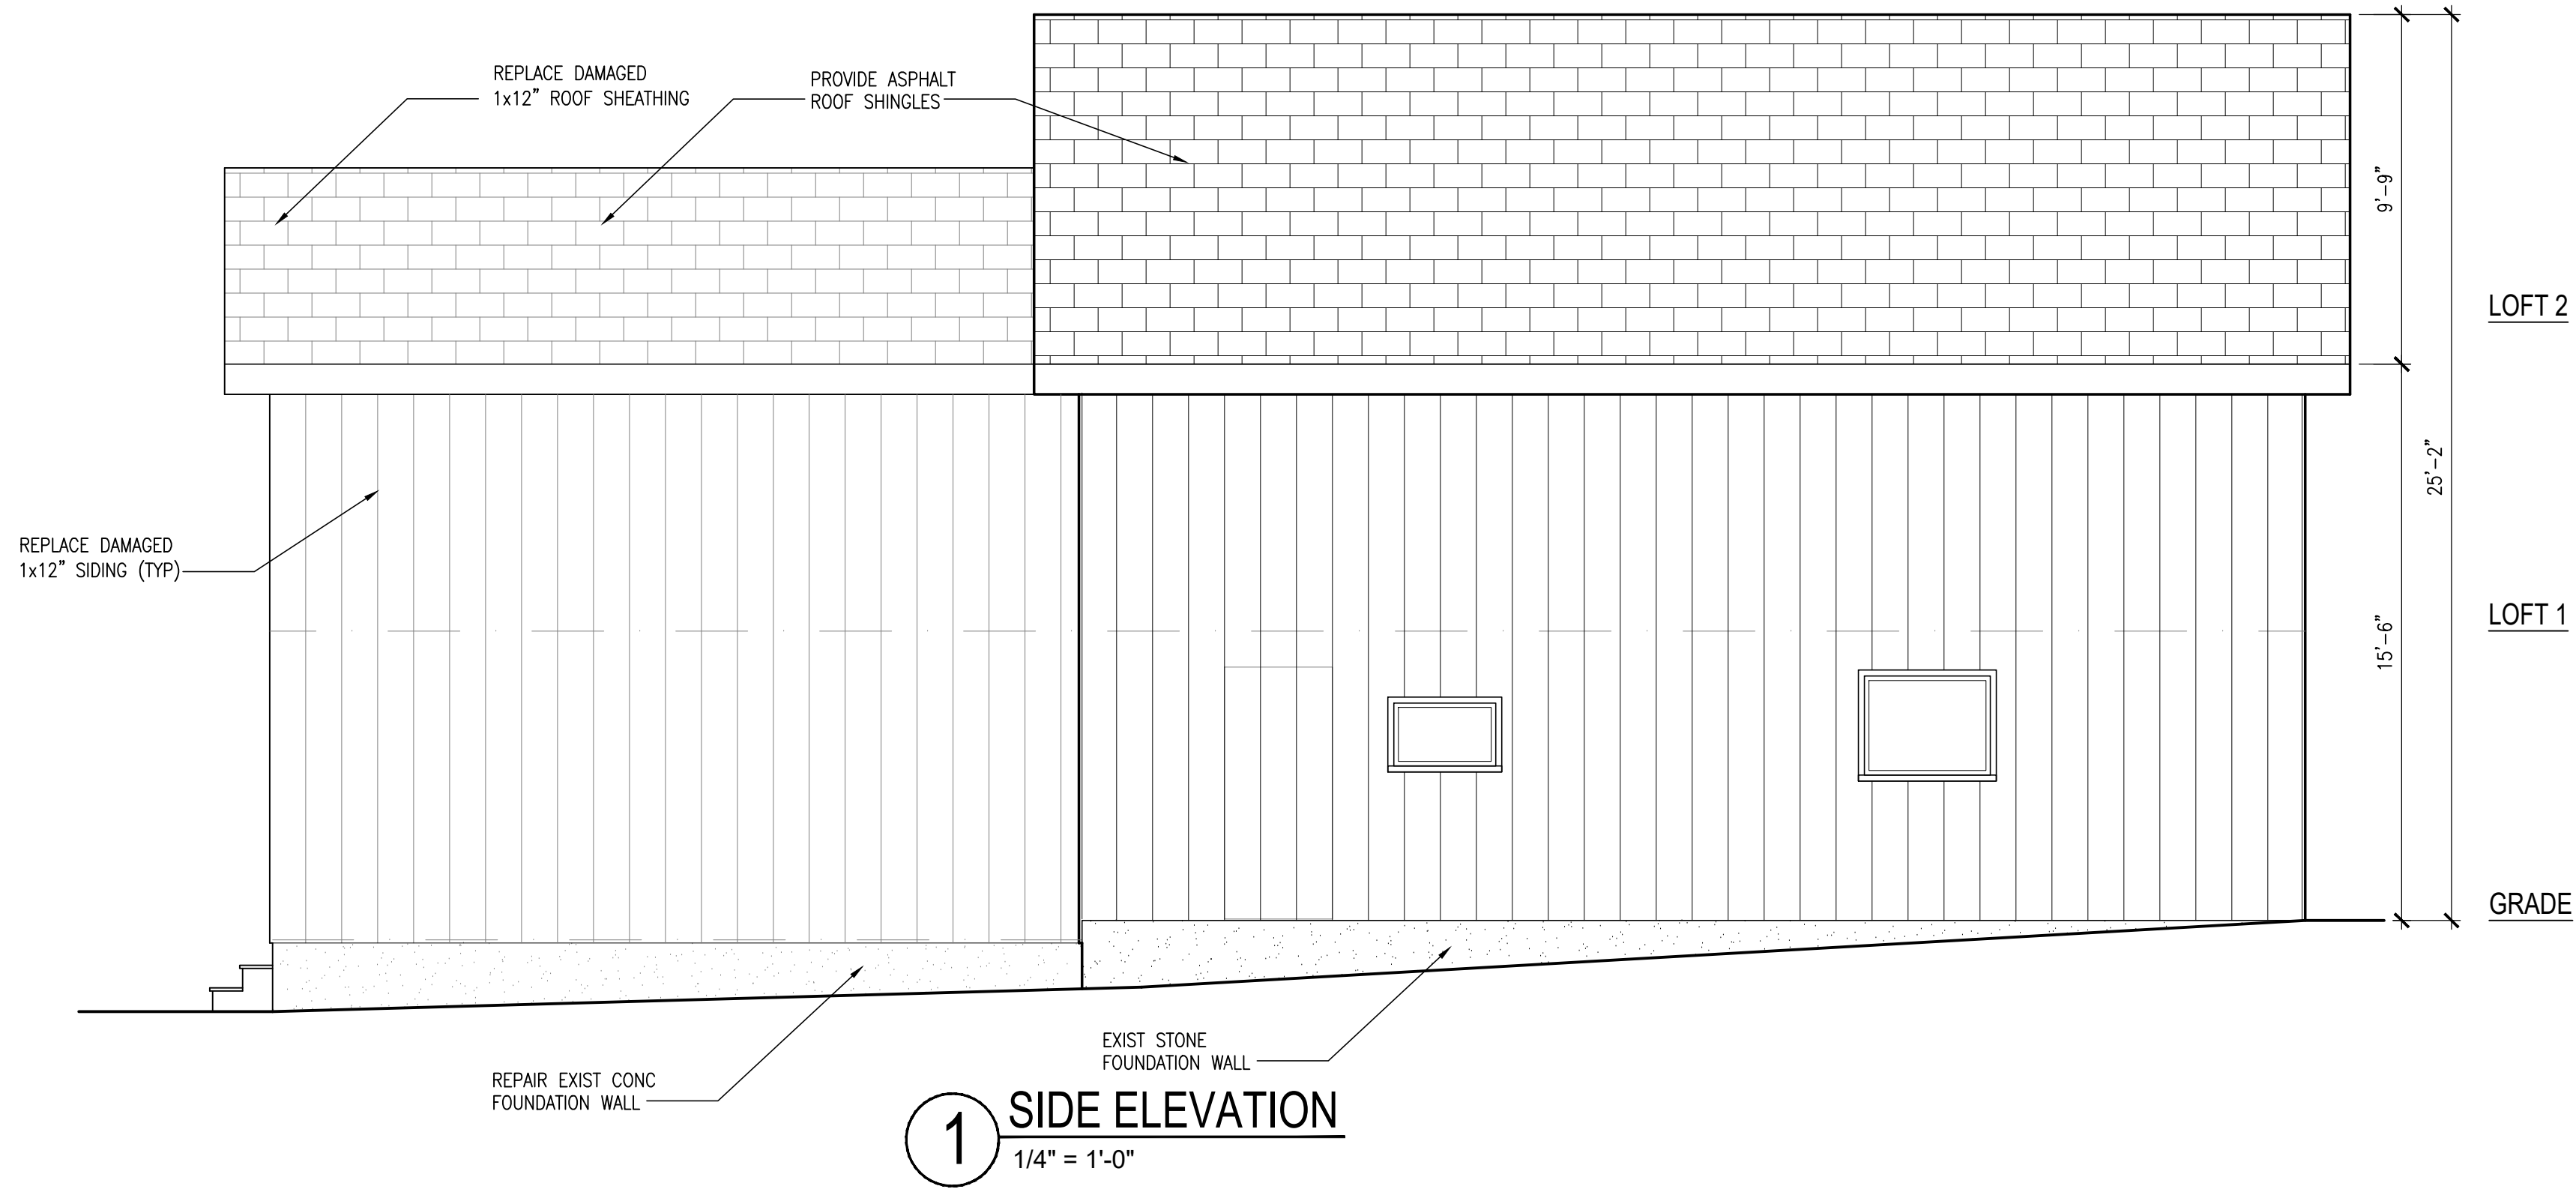 REPLACE DAMAGED
1x12" ROOF SHEATHING
PROVIDE ASPHALT
ROOF SHINGLES
9'-9"
LOFT 2
25'-2"
REPLACE DAMAGED
1x12" SIDING (TYP)
LOFT 1
15'-6"
GRADE
EXIST STONE
FOUNDATION WALL
REPAIR EXIST CONC
FOUNDATION WALL
1
SIDE ELEVATION
1/4" = 1'-0"